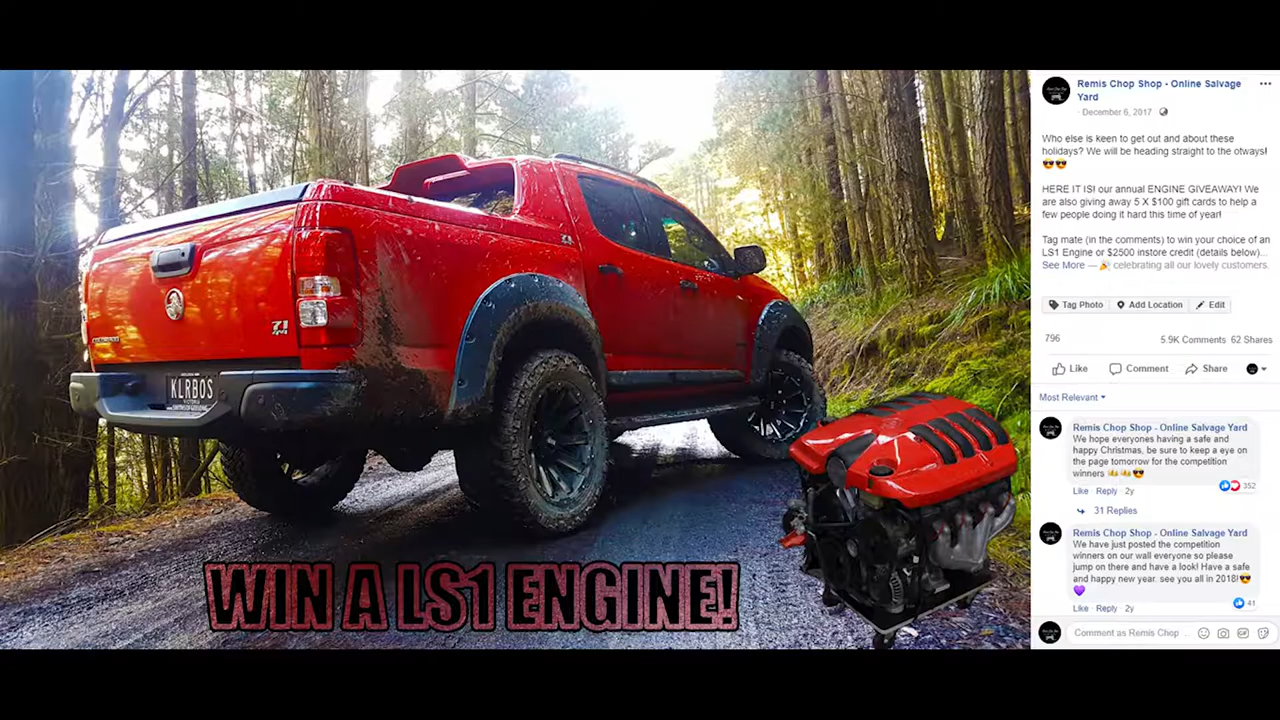 Remis Chop Shop - Online Salvage
Yard
December 6, 2017
Who else is keen to get out and about these
holidays? We will be heading straight to the otways!
HERE IT IS! our annual ENGINE GIVEAWAY! We
are also giving away 5 X $100 gift cards to help a
few people doing it hard this time of year!
Tag mate (in the comments) to win your choice of an
LS1 Engine or $2500 instore credit (details below)...
See More — 🎉 celebrating all our lovely customers.
Tag Photo Add Location Edit
796 5.9K Comments 62 Shares
Like Comment Share
Most Relevant
Remis Chop Shop - Online Salvage Yard
We hope everyones having a safe and
happy Christmas, be sure to keep a eye on
the page tomorrow for the competition
winners
Like Reply 2y 352
31 Replies
Remis Chop Shop - Online Salvage Yard
We have just posted the competition
winners on our wall everyone so please
jump on there and have a look! Have a safe
and happy new year. see you all in 2018!
Like Reply 2y 41
Comment as Remis Chop ...
Z71
4x4
KLRBOS
VICTORIA
WIN A LS1 ENGINE!